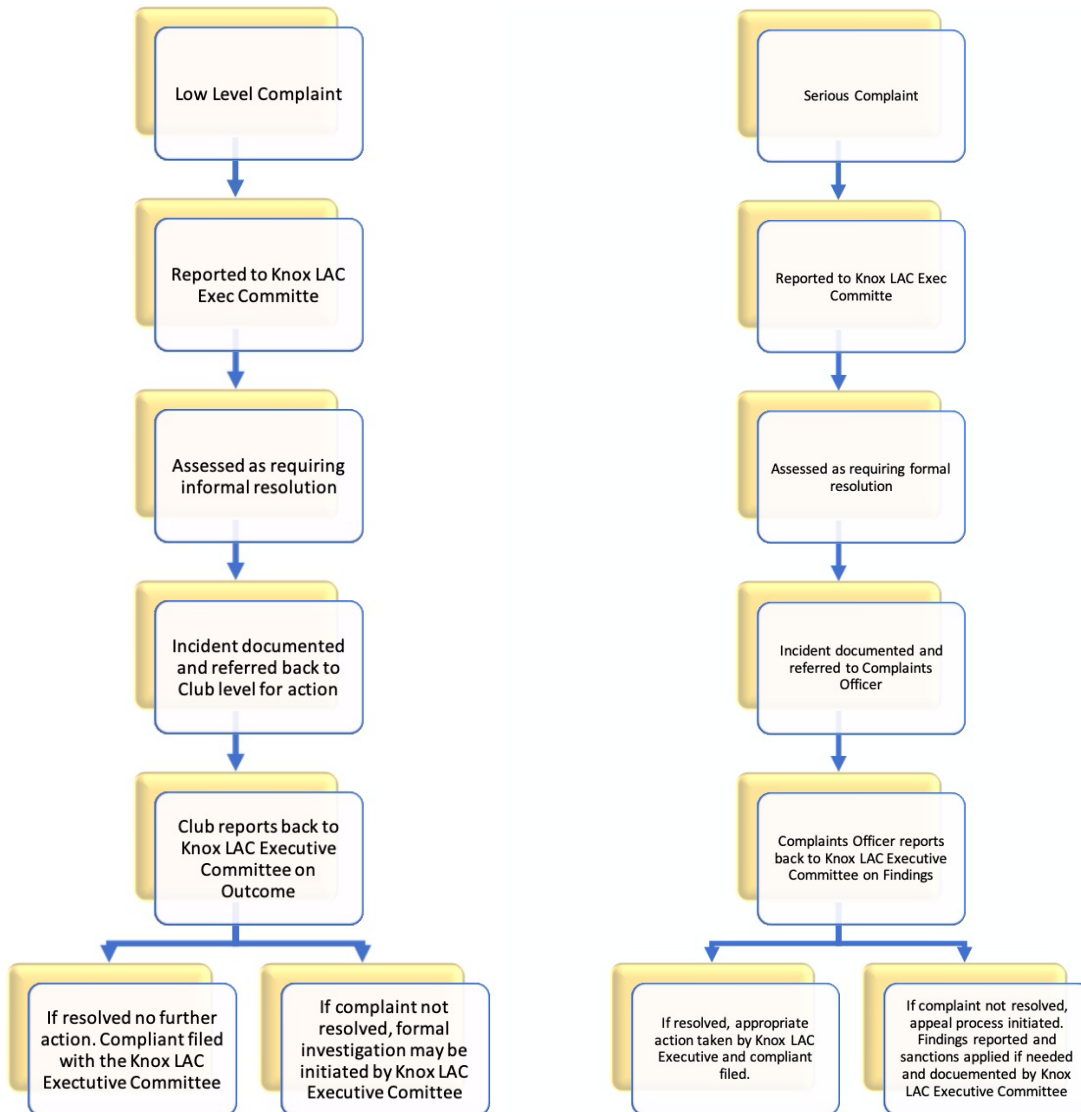 Low Level Complaint
Reported to Knox LAC
Exec Committe
Assessed as requiring
informal resolution
Incident documented
and referred back to
Club level for action
Club reports back to
Knox LAC Executive
Committee on
Outcome
If resolved no further
action. Compliant filed
with the Knox LAC
Exectutive Committee
If complaint not
resolved, formal
investigation may be
initiated by Knox LAC
Executive Comittee
Serious Complaint
Reported to Knox LAC Exec
Committe
Assessed as requiring formal
resolution
Incident documented and
referred to Complaints
Officer
Complaints Officer reports
back to Knox LAC Executive
Committee on Findings
If resolved, appropriate
action taken by Knox LAC
Executive and compliant
filed.
If complaint not resolved,
appeal process initiated.
Findings reported and
sanctions applied if needed
and docuemented by Knox
LAC Executive Committee